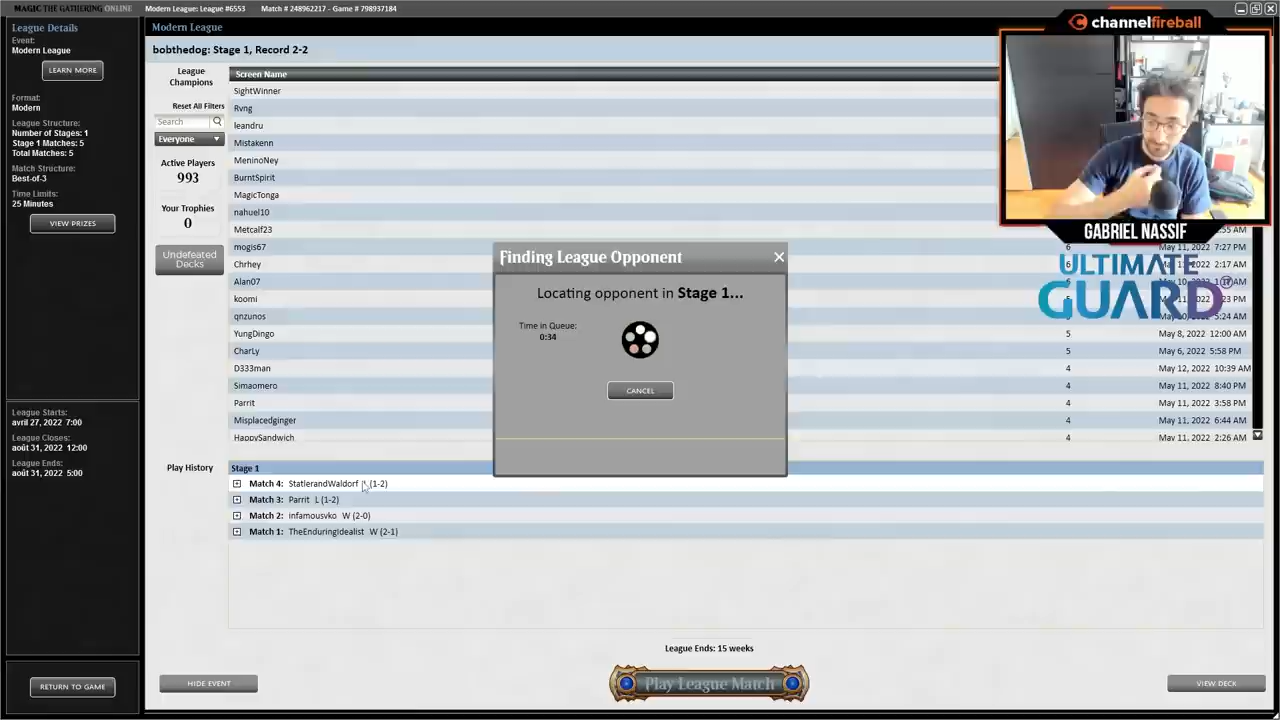 MAGIC THE GATHERING ONLINE
Modern League: League #6553
Match # 248962217 - Game # 798937184
League Details
Event:
Modern League
LEARN MORE
Format:
Modern
League Structure:
Number of Stages: 1
Stage 1 Matches: 5
Total Matches: 5
Match Structure:
Best-of-3
Time Limits:
25 Minutes
VIEW PRIZES
League Starts:
avril 27, 2022 7:00
League Closes:
août 31, 2022 12:00
League Ends:
août 31, 2022 5:00
RETURN TO GAME
Modern League
bobthedog: Stage 1, Record 2-2
League Champions
Reset All Filters
Search
Everyone
Active Players
993
Your Trophies
0
Undefeated Decks
Screen Name
SightWinner
Rvng
leandru
Mistakenn
MeninoNey
BurntSpirit
MagicTonga
nahuel10
Metcalf23
:55 AM
mogis67 6 May 11, 2022 7:27 PM
Chrhey 2:17 AM
Alan07
koomi 23 PM
qnzunos 5:24 AM
YungDingo 5 May 8, 2022 12:00 AM
CharLy 5 May 6, 2022 5:58 PM
D333man 4 May 12, 2022 10:39 AM
Simaomero 4 May 11, 2022 8:40 PM
Parrit 4 May 11, 2022 3:58 PM
Misplacedginger 4 May 11, 2022 6:44 AM
HappySandwich 4 May 11, 2022 2:26 AM
Finding League Opponent
Locating opponent in Stage 1...
Time in Queue:
0:34
CANCEL
channelfireball
GABRIEL NASSIF
ULTIMATE
GUARD
Play History
Stage 1
Match 4: StatlerandWaldorf L (1-2)
Match 3: Parrit L (1-2)
Match 2: infamousvko W (2-0)
Match 1: TheEnduringIdealist W (2-1)
League Ends: 15 weeks
HIDE EVENT
Play League Match
VIEW DECK